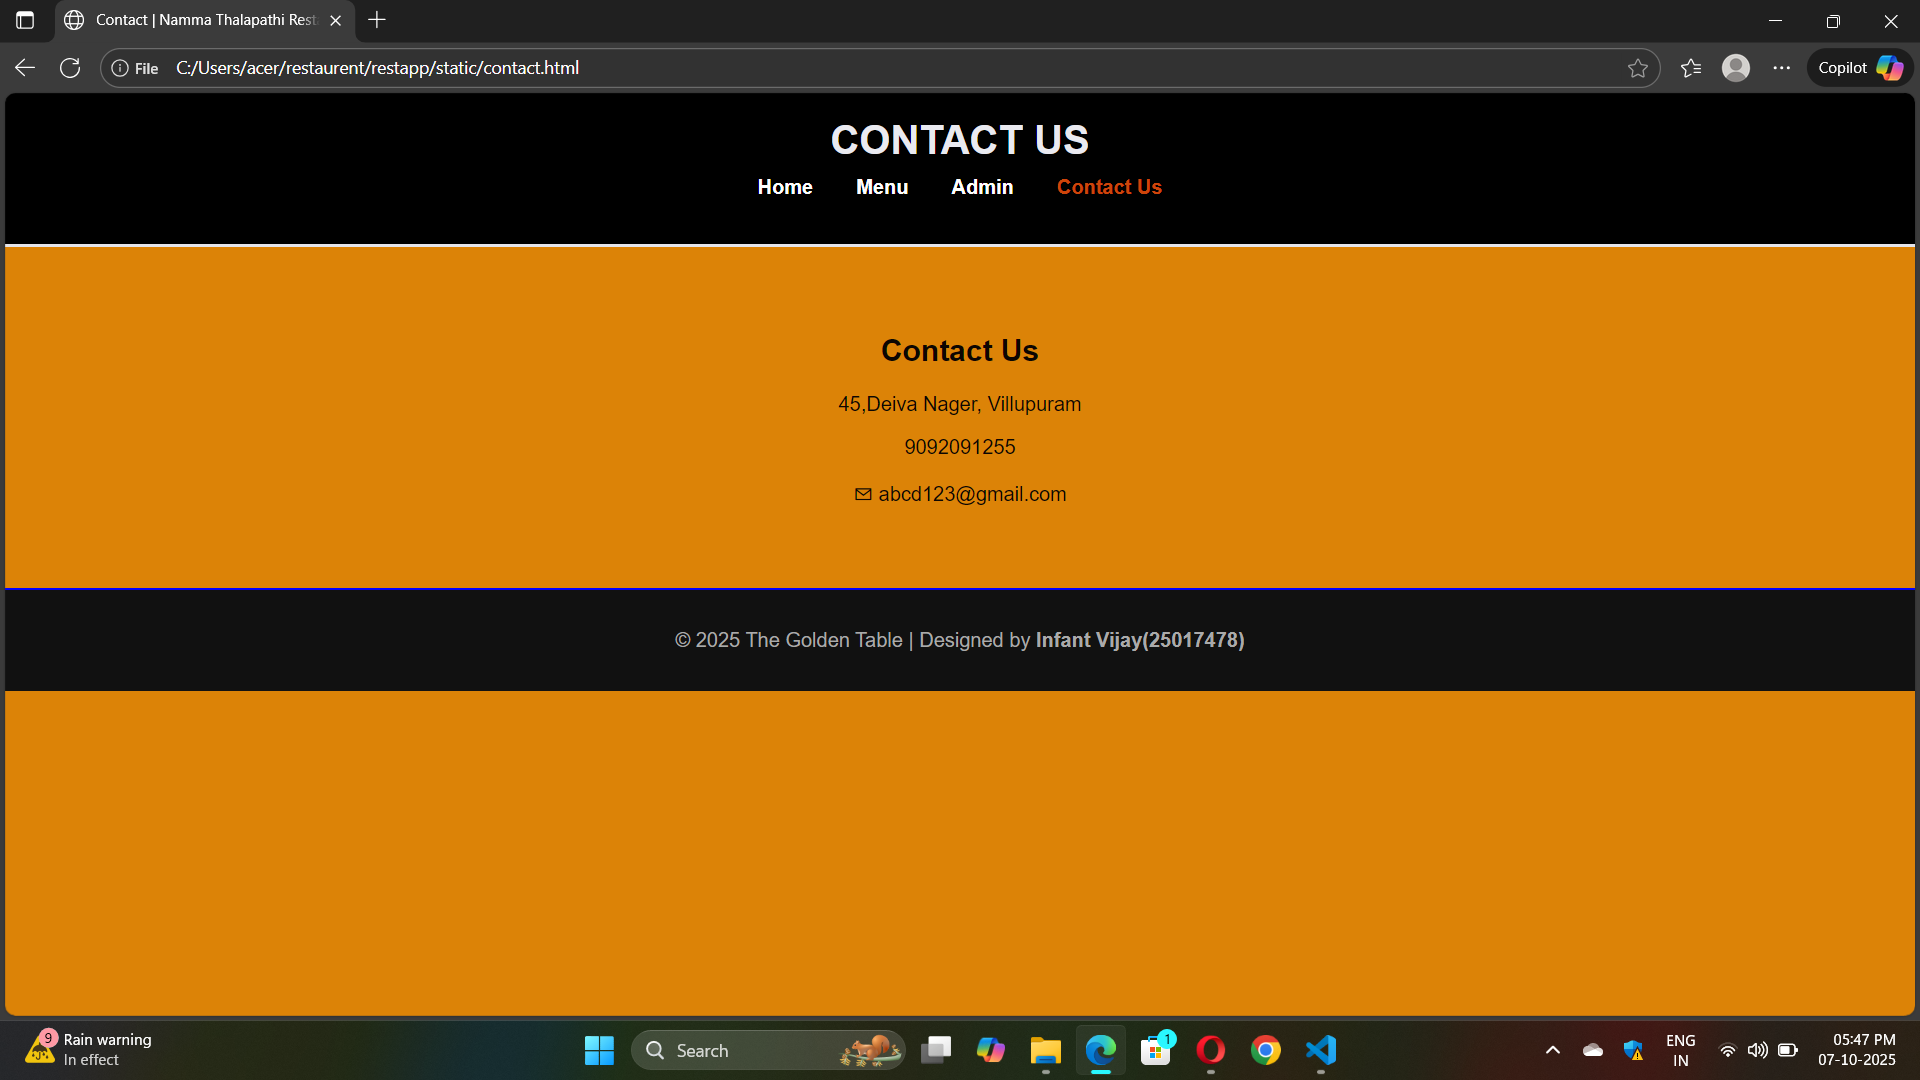 Contact | Namma Thalapathi Rest
File C:/Users/acer/restaurent/restapp/static/contact.html
Copilot
CONTACT US
Home Menu Admin Contact Us
Contact Us
45,Deiva Nager, Villupuram
9092091255
abcd123@gmail.com
© 2025 The Golden Table | Designed by Infant Vijay(25017478)
9
Rain warning
In effect
Search
1
ENG
IN
05:47 PM
07-10-2025